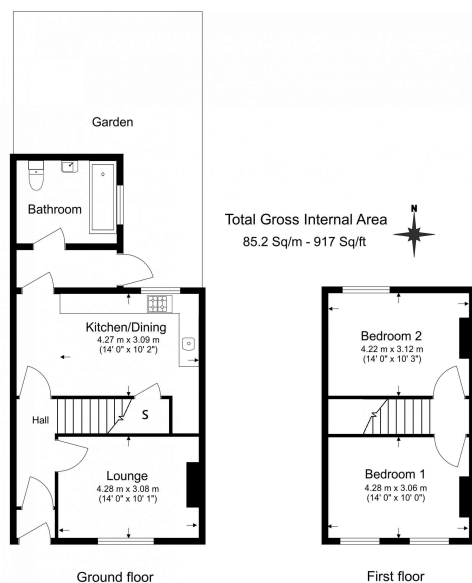 Garden
Bathroom
Total Gross Internal Area
85.2 Sq/m - 917 Sq/ft
N
Kitchen/Dining
4.27 m x 3.09 m
(14' 0" x 10' 2")
Hall
S
Lounge
4.28 m x 3.08 m
(14' 0" x 10' 1")
Ground floor
Bedroom 2
4.22 m x 3.12 m
(14' 0" x 10' 3")
Bedroom 1
4.28 m x 3.06 m
(14' 0" x 10' 0")
First floor